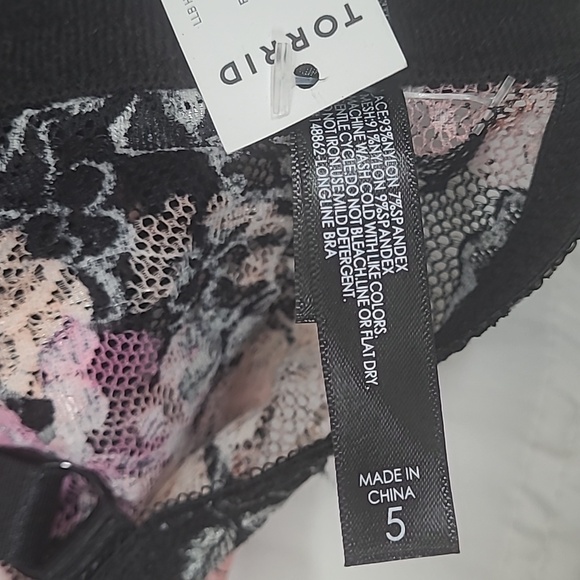 TORRID
LACE:93%NYLON 7%SPANDEX
MESH:91%NYLON 9%SPANDEX
MACHINE WASH COLD WITH LIKE COLORS,
GENTLE CYCLE.DO NOT BLEACH.LINE OR FLAT DRY.
DO NOT IRON.USE MILD DETERGENT.
LONGLINE BRA
MADE IN
CHINA
5